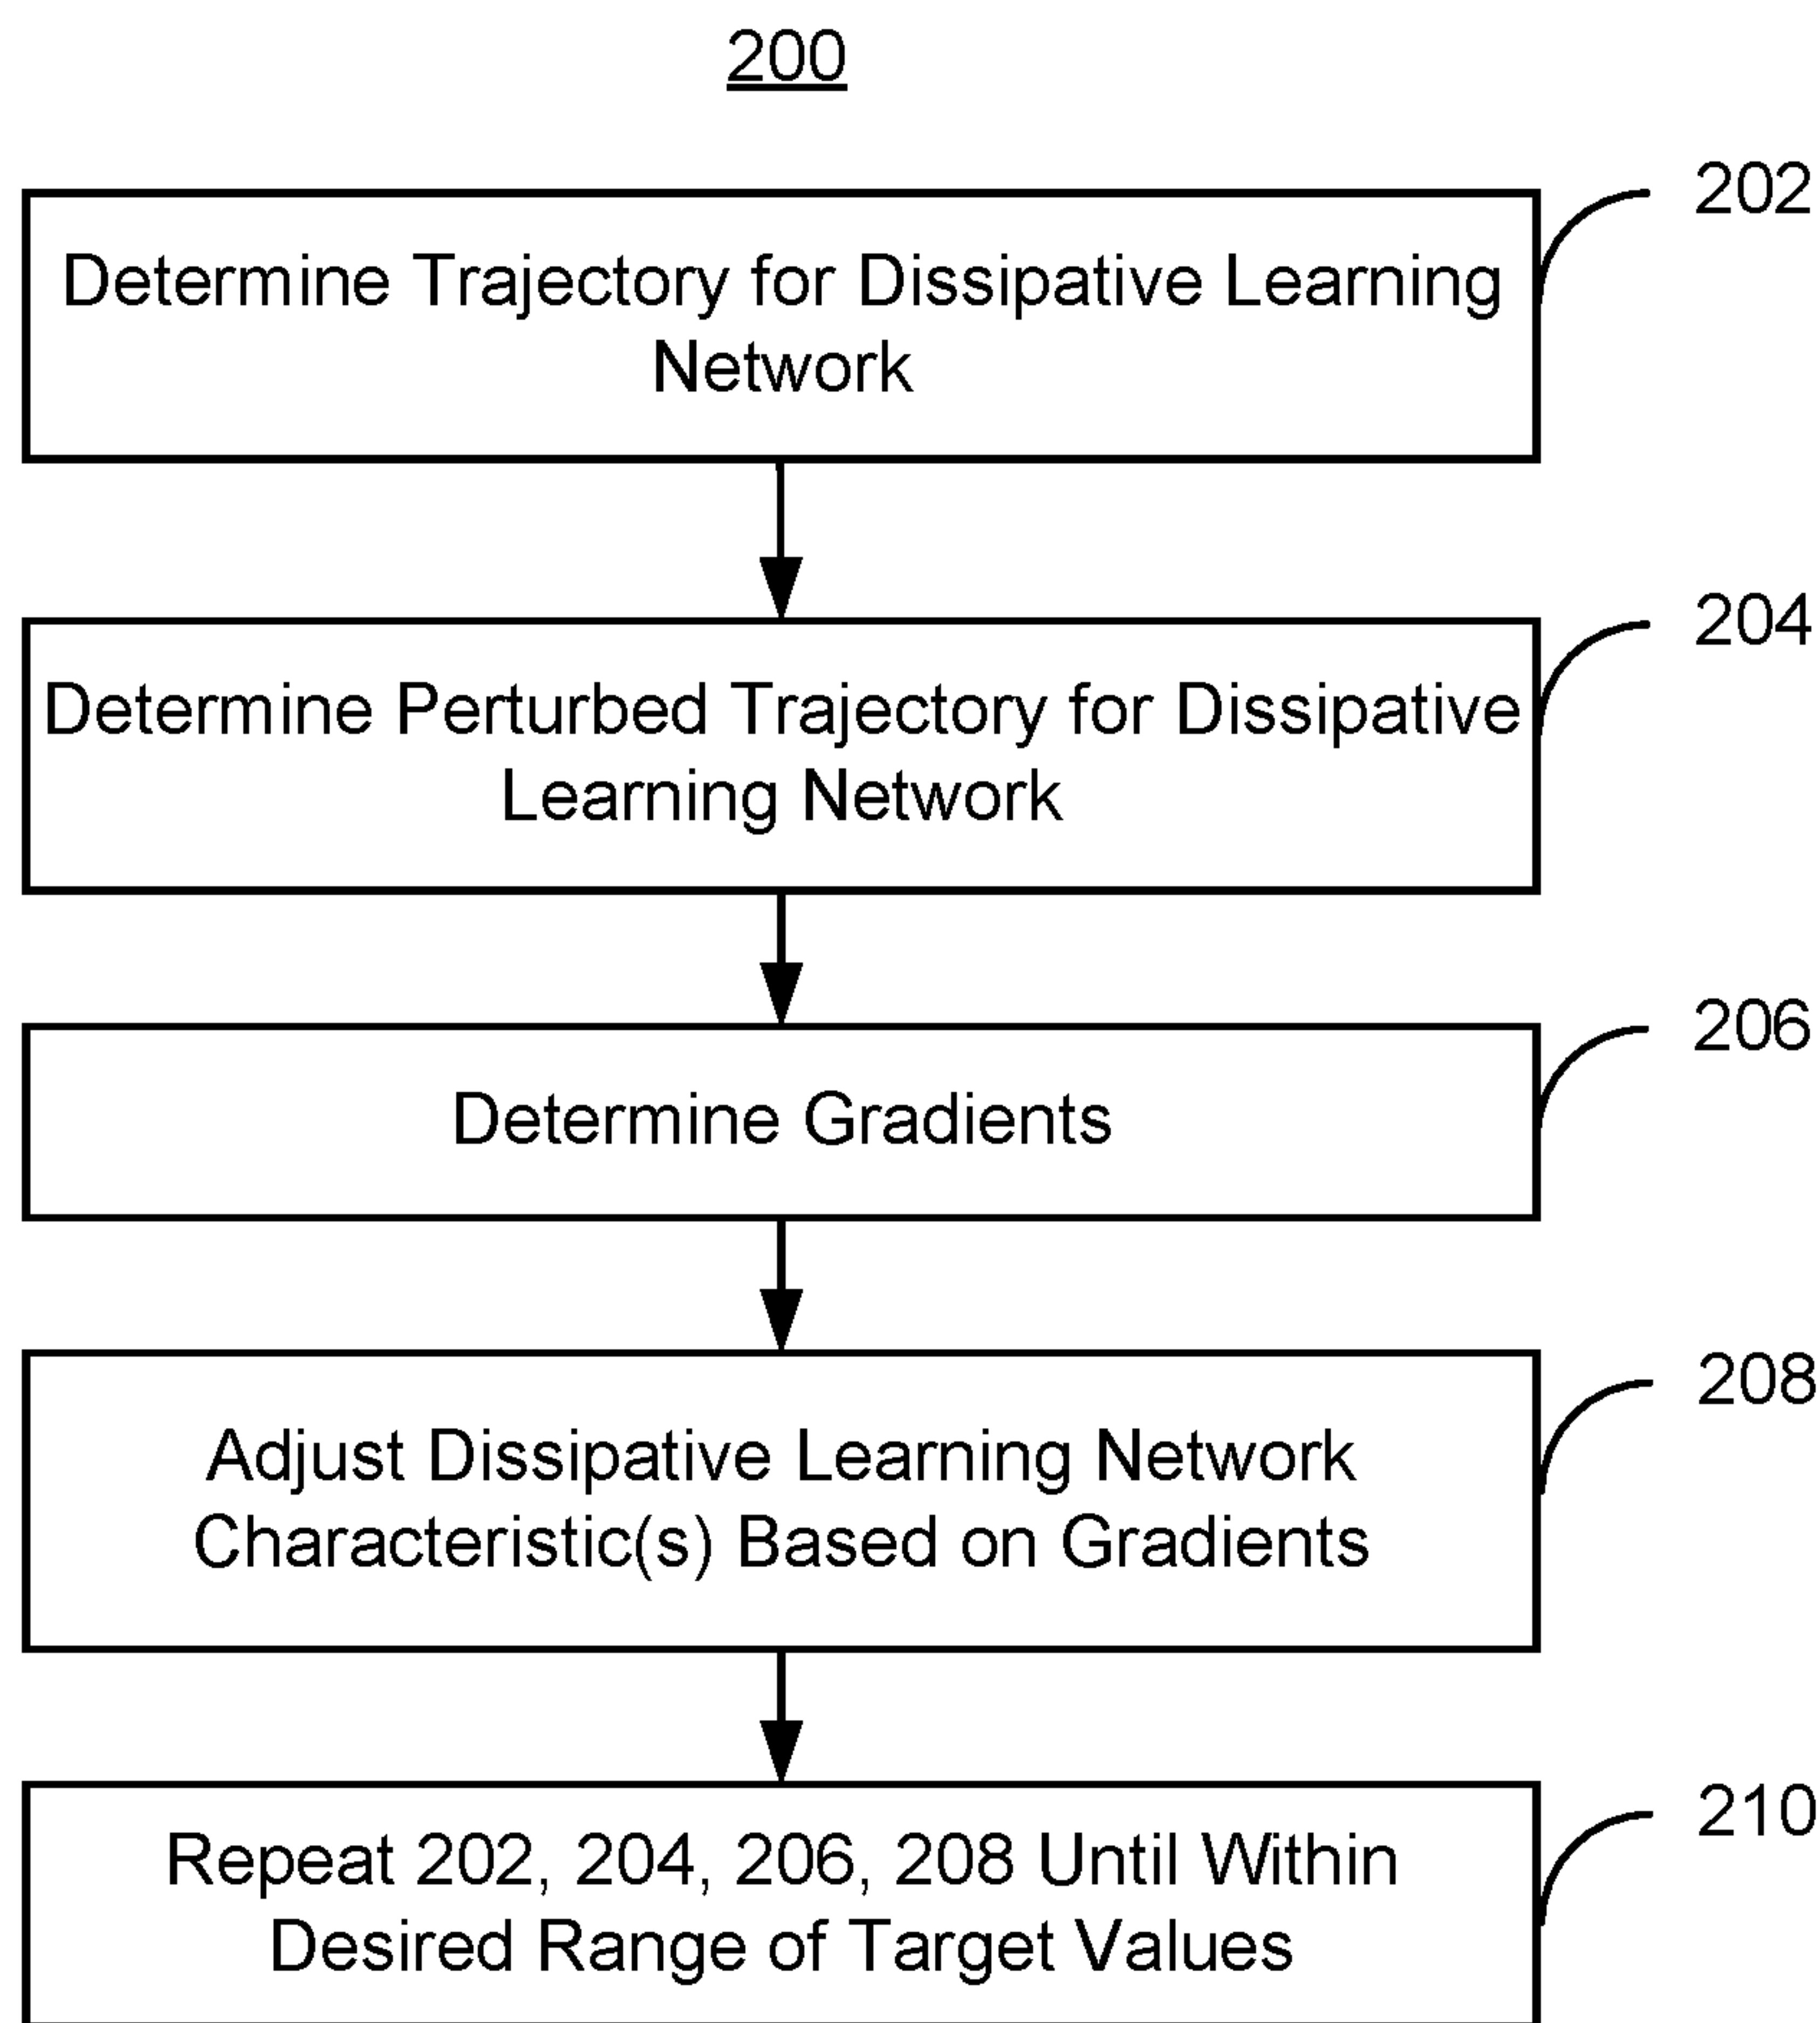 200
202
Determine Trajectory for Dissipative Learning
Network
204
Determine Perturbed Trajectory for Dissipative
Learning Network
206
Determine Gradients
208
Adjust Dissipative Learning Network
Characteristic(s) Based on Gradients
210
Repeat 202, 204, 206, 208 Until Within
Desired Range of Target Values